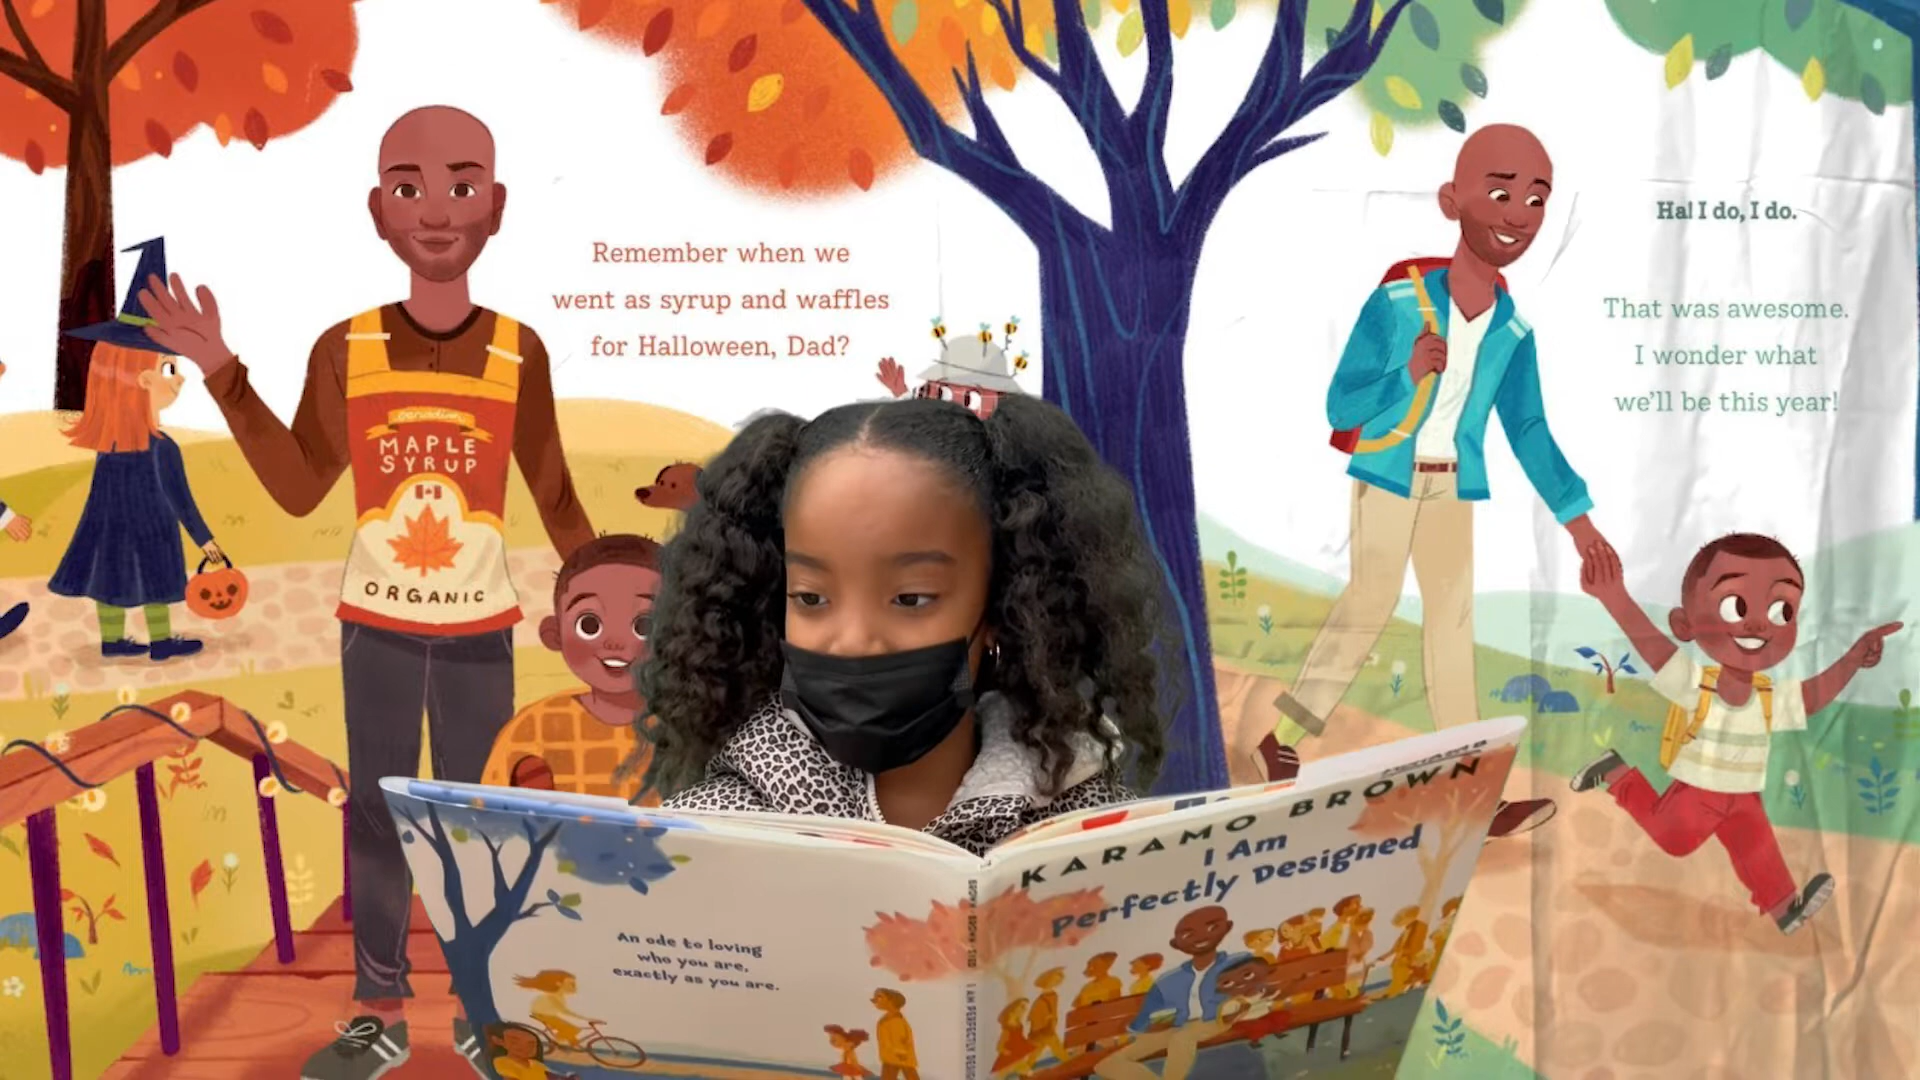 Remember when we
went as syrup and waffles
for Halloween, Dad?
Ha! I do, I do.
That was awesome.
I wonder what
we'll be this year!
Canadian
MAPLE
SYRUP
ORGANIC
KARAMO BROWN
I Am
Perfectly Designed
An ode to loving
who you are,
exactly as you are.